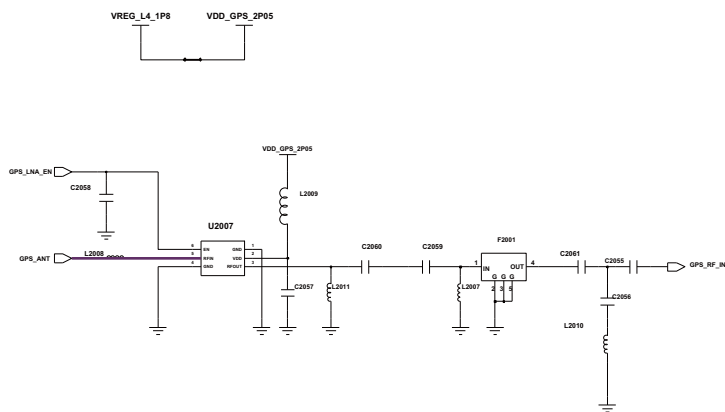 VREG_L4_1P8 VDD_GPS_2P05
VDD_GPS_2P05
GPS_LNA_EN
C2058
L2009
U2007
F2001
C2060 C2059
C2061 C2055
GPS_ANT
L2008
6 EN GND 1
5 RFIN VDD 2
4 GND RFOUT 3
1 IN OUT 4
G G G
2 3 5
GPS_RF_IN
C2057
L2011
L2007
C2056
L2010